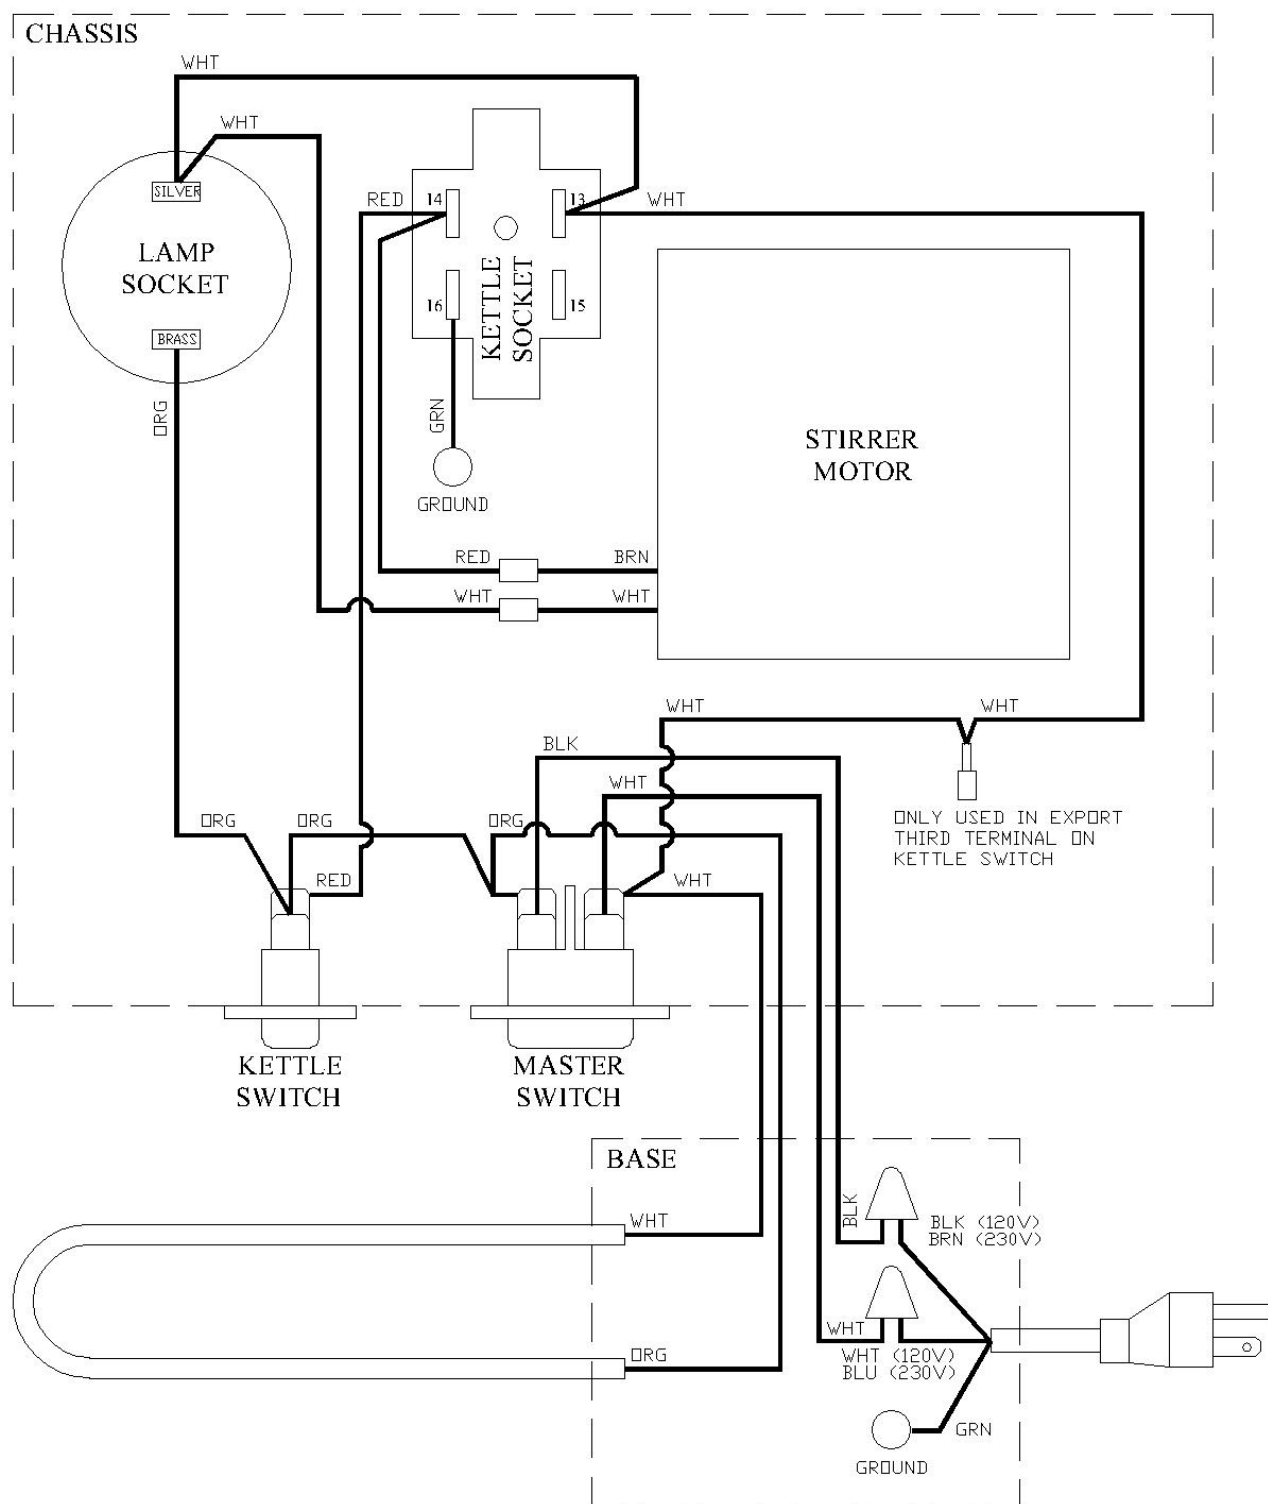 CHASSIS
WHT
WHT
SILVER
RED
14
13
WHT
LAMP
SOCKET
KETTLE
SOCKET
16
15
BRASS
ORG
GRN
GROUND
STIRRER
MOTOR
RED
BRN
WHT
WHT
WHT
WHT
BLK
WHT
ONLY USED IN EXPORT
THIRD TERMINAL ON
KETTLE SWITCH
ORG
ORG
ORG
RED
WHT
KETTLE
SWITCH
MASTER
SWITCH
BASE
BLK
BLK (120V)
BRN (230V)
WHT
WHT
WHT (120V)
BLU (230V)
ORG
GRN
GROUND